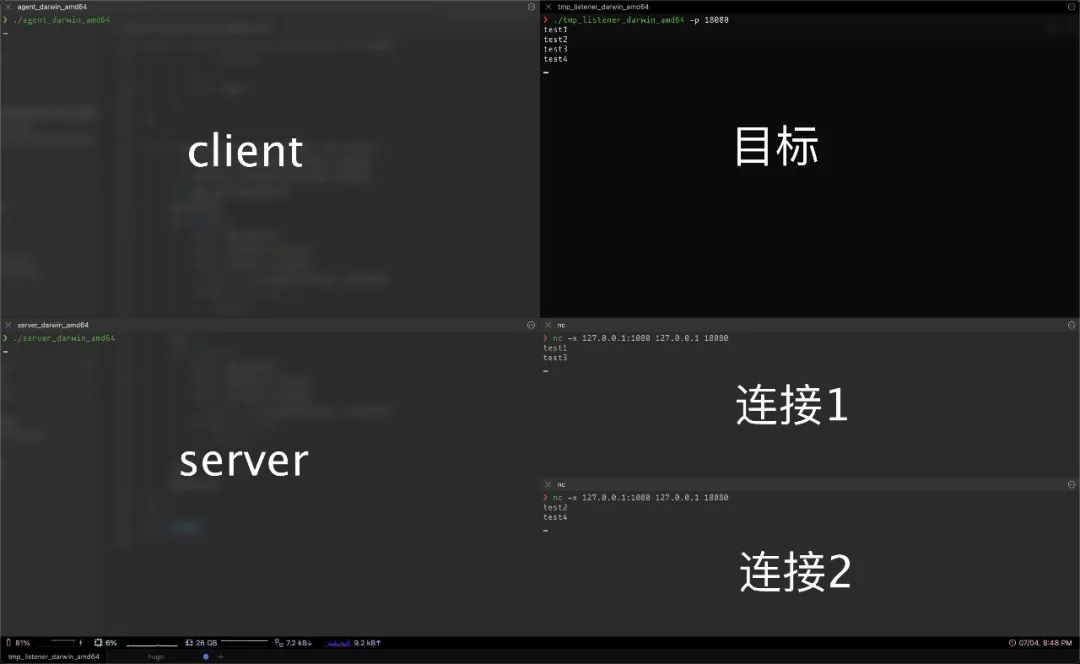 agent_darwin_amd64
❯ ./agent_darwin_amd64
client
tmp_listener_darwin_amd64
❯ ./tmp_listener_darwin_amd64 -p 18080
test1
test2
test3
test4
目标
server_darwin_amd64
❯ ./server_darwin_amd64
server
nc
❯ nc -x 127.0.0.1:1080 127.0.0.1 18080
test1
test3
连接1
nc
❯ nc -x 127.0.0.1:1080 127.0.0.1 18080
test2
test4
连接2
81% 6% 26 GB 7.2 kB↓ 9.2 kB↑ 07/04, 8:48 PM
tmp_listener_darwin_amd64 hugo +